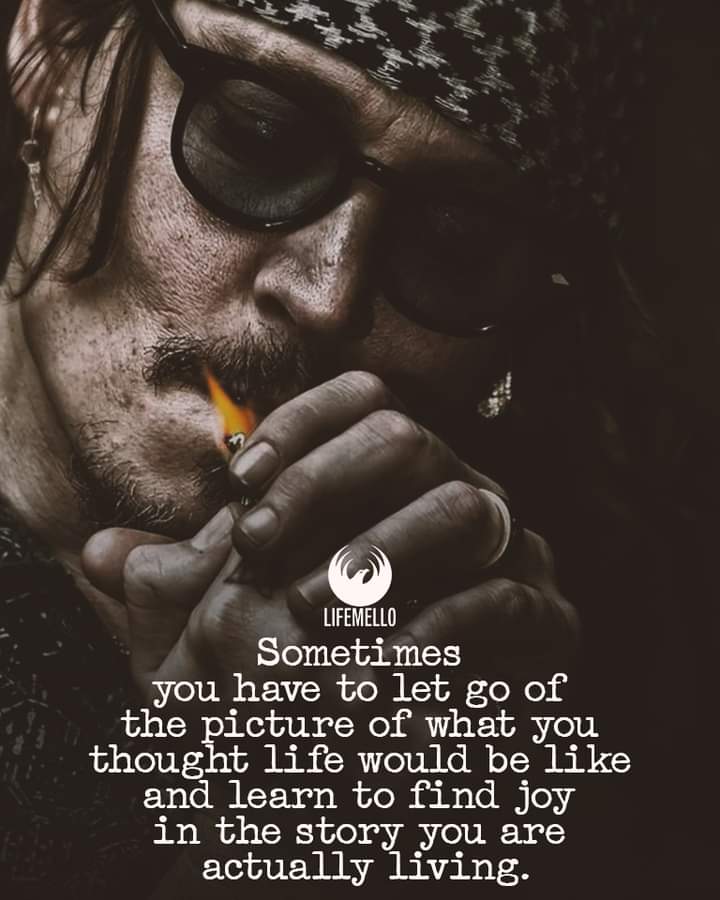 LIFEMELLO
Sometimes
you have to let go of
the picture of what you
thought life would be like
and learn to find joy
in the story you are
actually living.